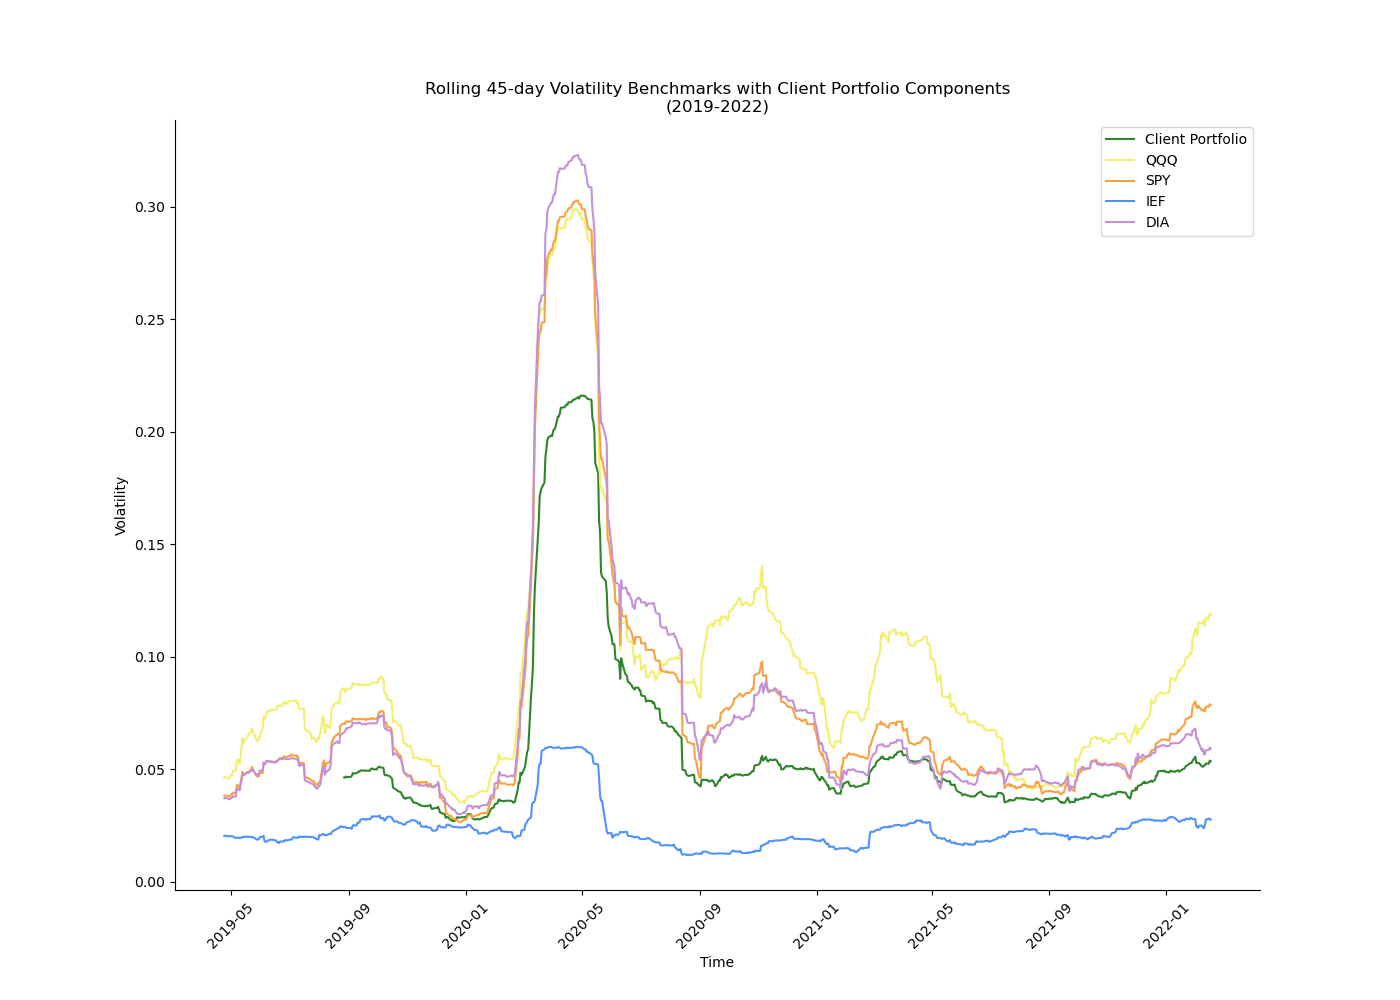 Rolling 45-day Volatility Benchmarks with Client Portfolio Components
(2019-2022)
Client Portfolio
QQQ
SPY
IEF
DIA
Volatility
0.30
0.25
0.20
0.15
0.10
0.05
0.00
2019-05
2019-09
2020-01
2020-05
2020-09
2021-01
2021-05
2021-09
2022-01
Time